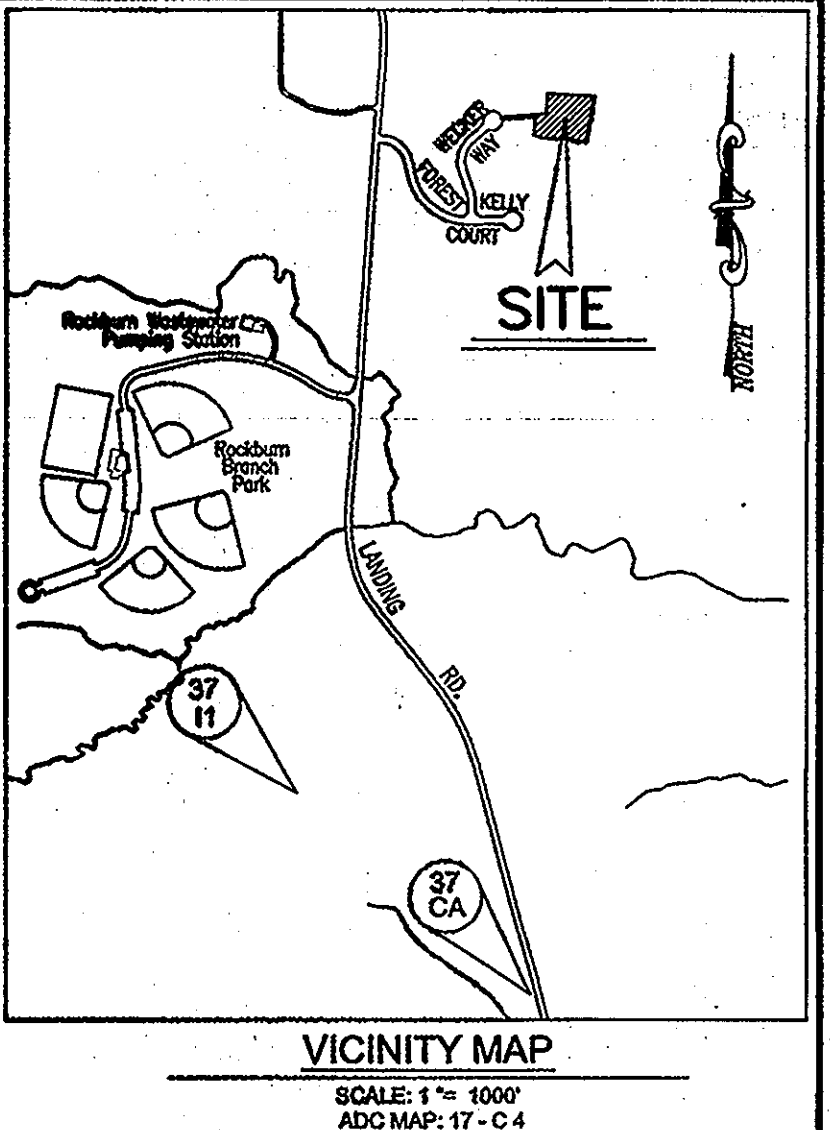 WECKER
WAY
FOREST
KELLY
COURT
SITE
NORTH
Rockburn Wastewater
Pumping Station
Rockburn
Branch
Park
LANDING
RD.
37
I1
37
CA
VICINITY MAP
SCALE: 1 "= 1000'
ADC MAP: 17 - C 4